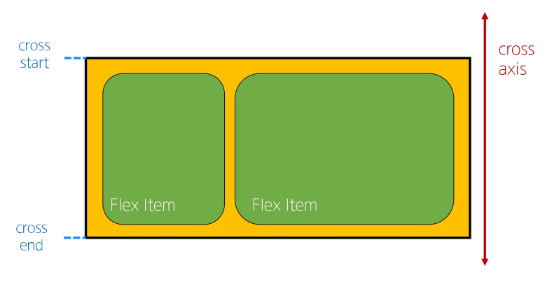 cross
start
cross
axis
Flex Item
Flex Item
cross
end